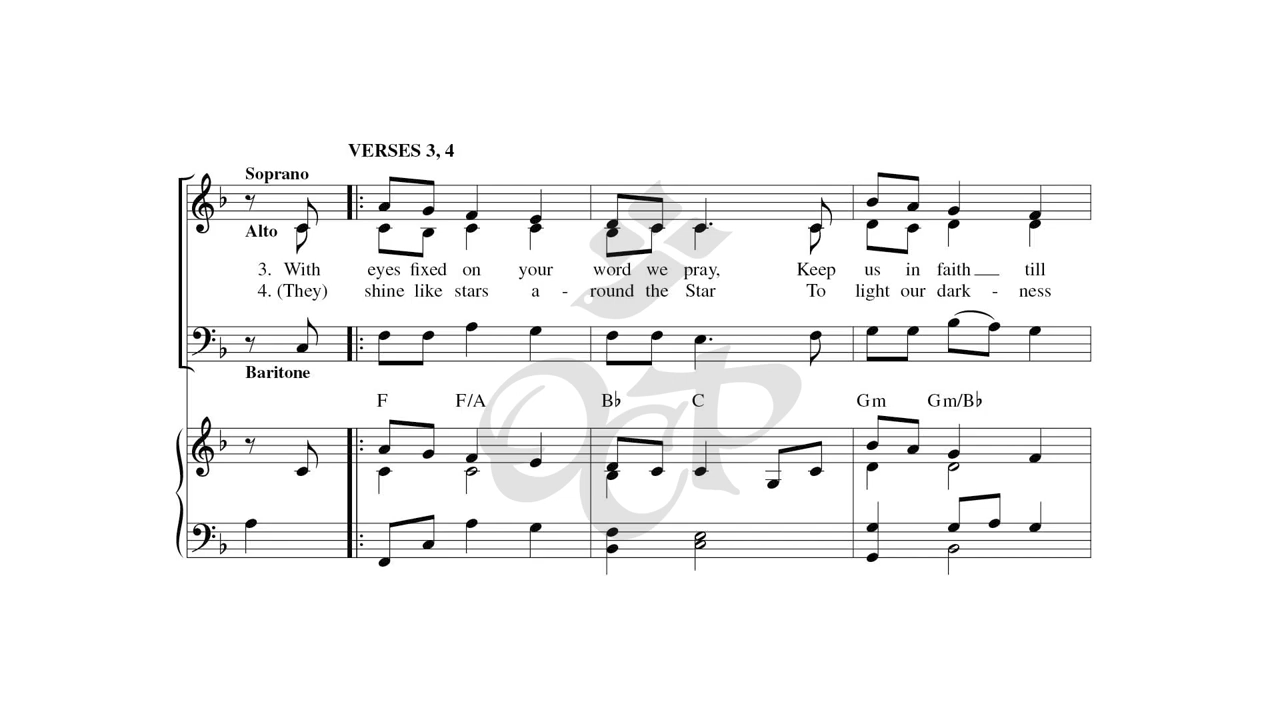 VERSES 3, 4
Soprano
Alto
3. With eyes fixed on your word we pray, Keep us in faith till
4. (They) shine like stars a - round the Star To light our dark - ness
Baritone
F F/A B♭ C Gm Gm/B♭
OCP